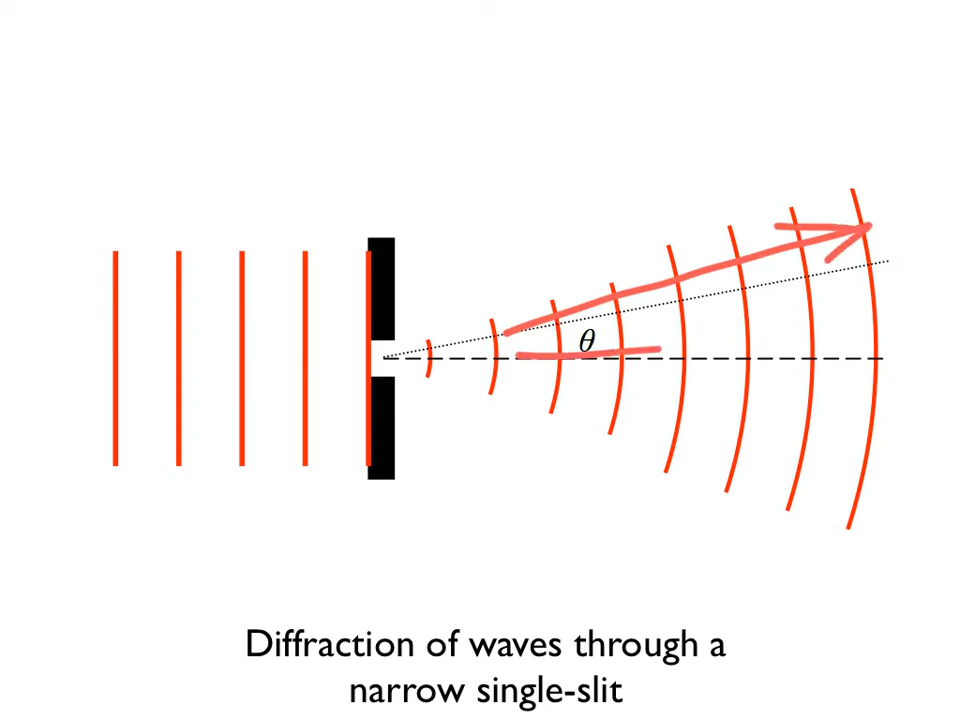 θ
Diffraction of waves through a
narrow single-slit